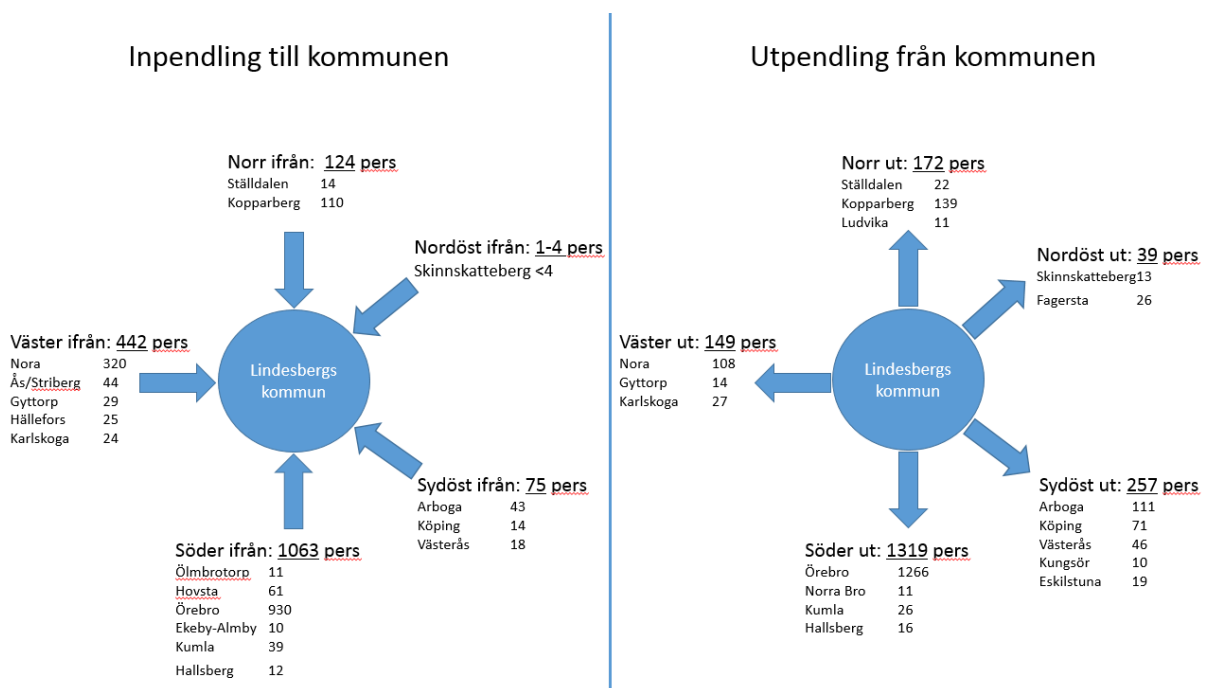 Inpendling till kommunen
Norr ifrån: 124 pers
Ställdalen 14
Kopparberg 110
Nordöst ifrån: 1-4 pers
Skinnskatteberg <4
Väster ifrån: 442 pers
Nora 320
Ås/Striberg 44
Gyttorp 29
Hällefors 25
Karlskoga 24
Lindesbergs
kommun
Sydöst ifrån: 75 pers
Arboga 43
Köping 14
Västerås 18
Söder ifrån: 1063 pers
Ölmbrotorp 11
Hovsta 61
Örebro 930
Ekeby-Almby 10
Kumla 39
Hallsberg 12
Utpendling från kommunen
Norr ut: 172 pers
Ställdalen 22
Kopparberg 139
Ludvika 11
Nordöst ut: 39 pers
Skinnskatteberg13
Fagersta 26
Väster ut: 149 pers
Nora 108
Gyttorp 14
Karlskoga 27
Lindesbergs
kommun
Sydöst ut: 257 pers
Arboga 111
Köping 71
Västerås 46
Kungsör 10
Eskilstuna 19
Söder ut: 1319 pers
Örebro 1266
Norra Bro 11
Kumla 26
Hallsberg 16